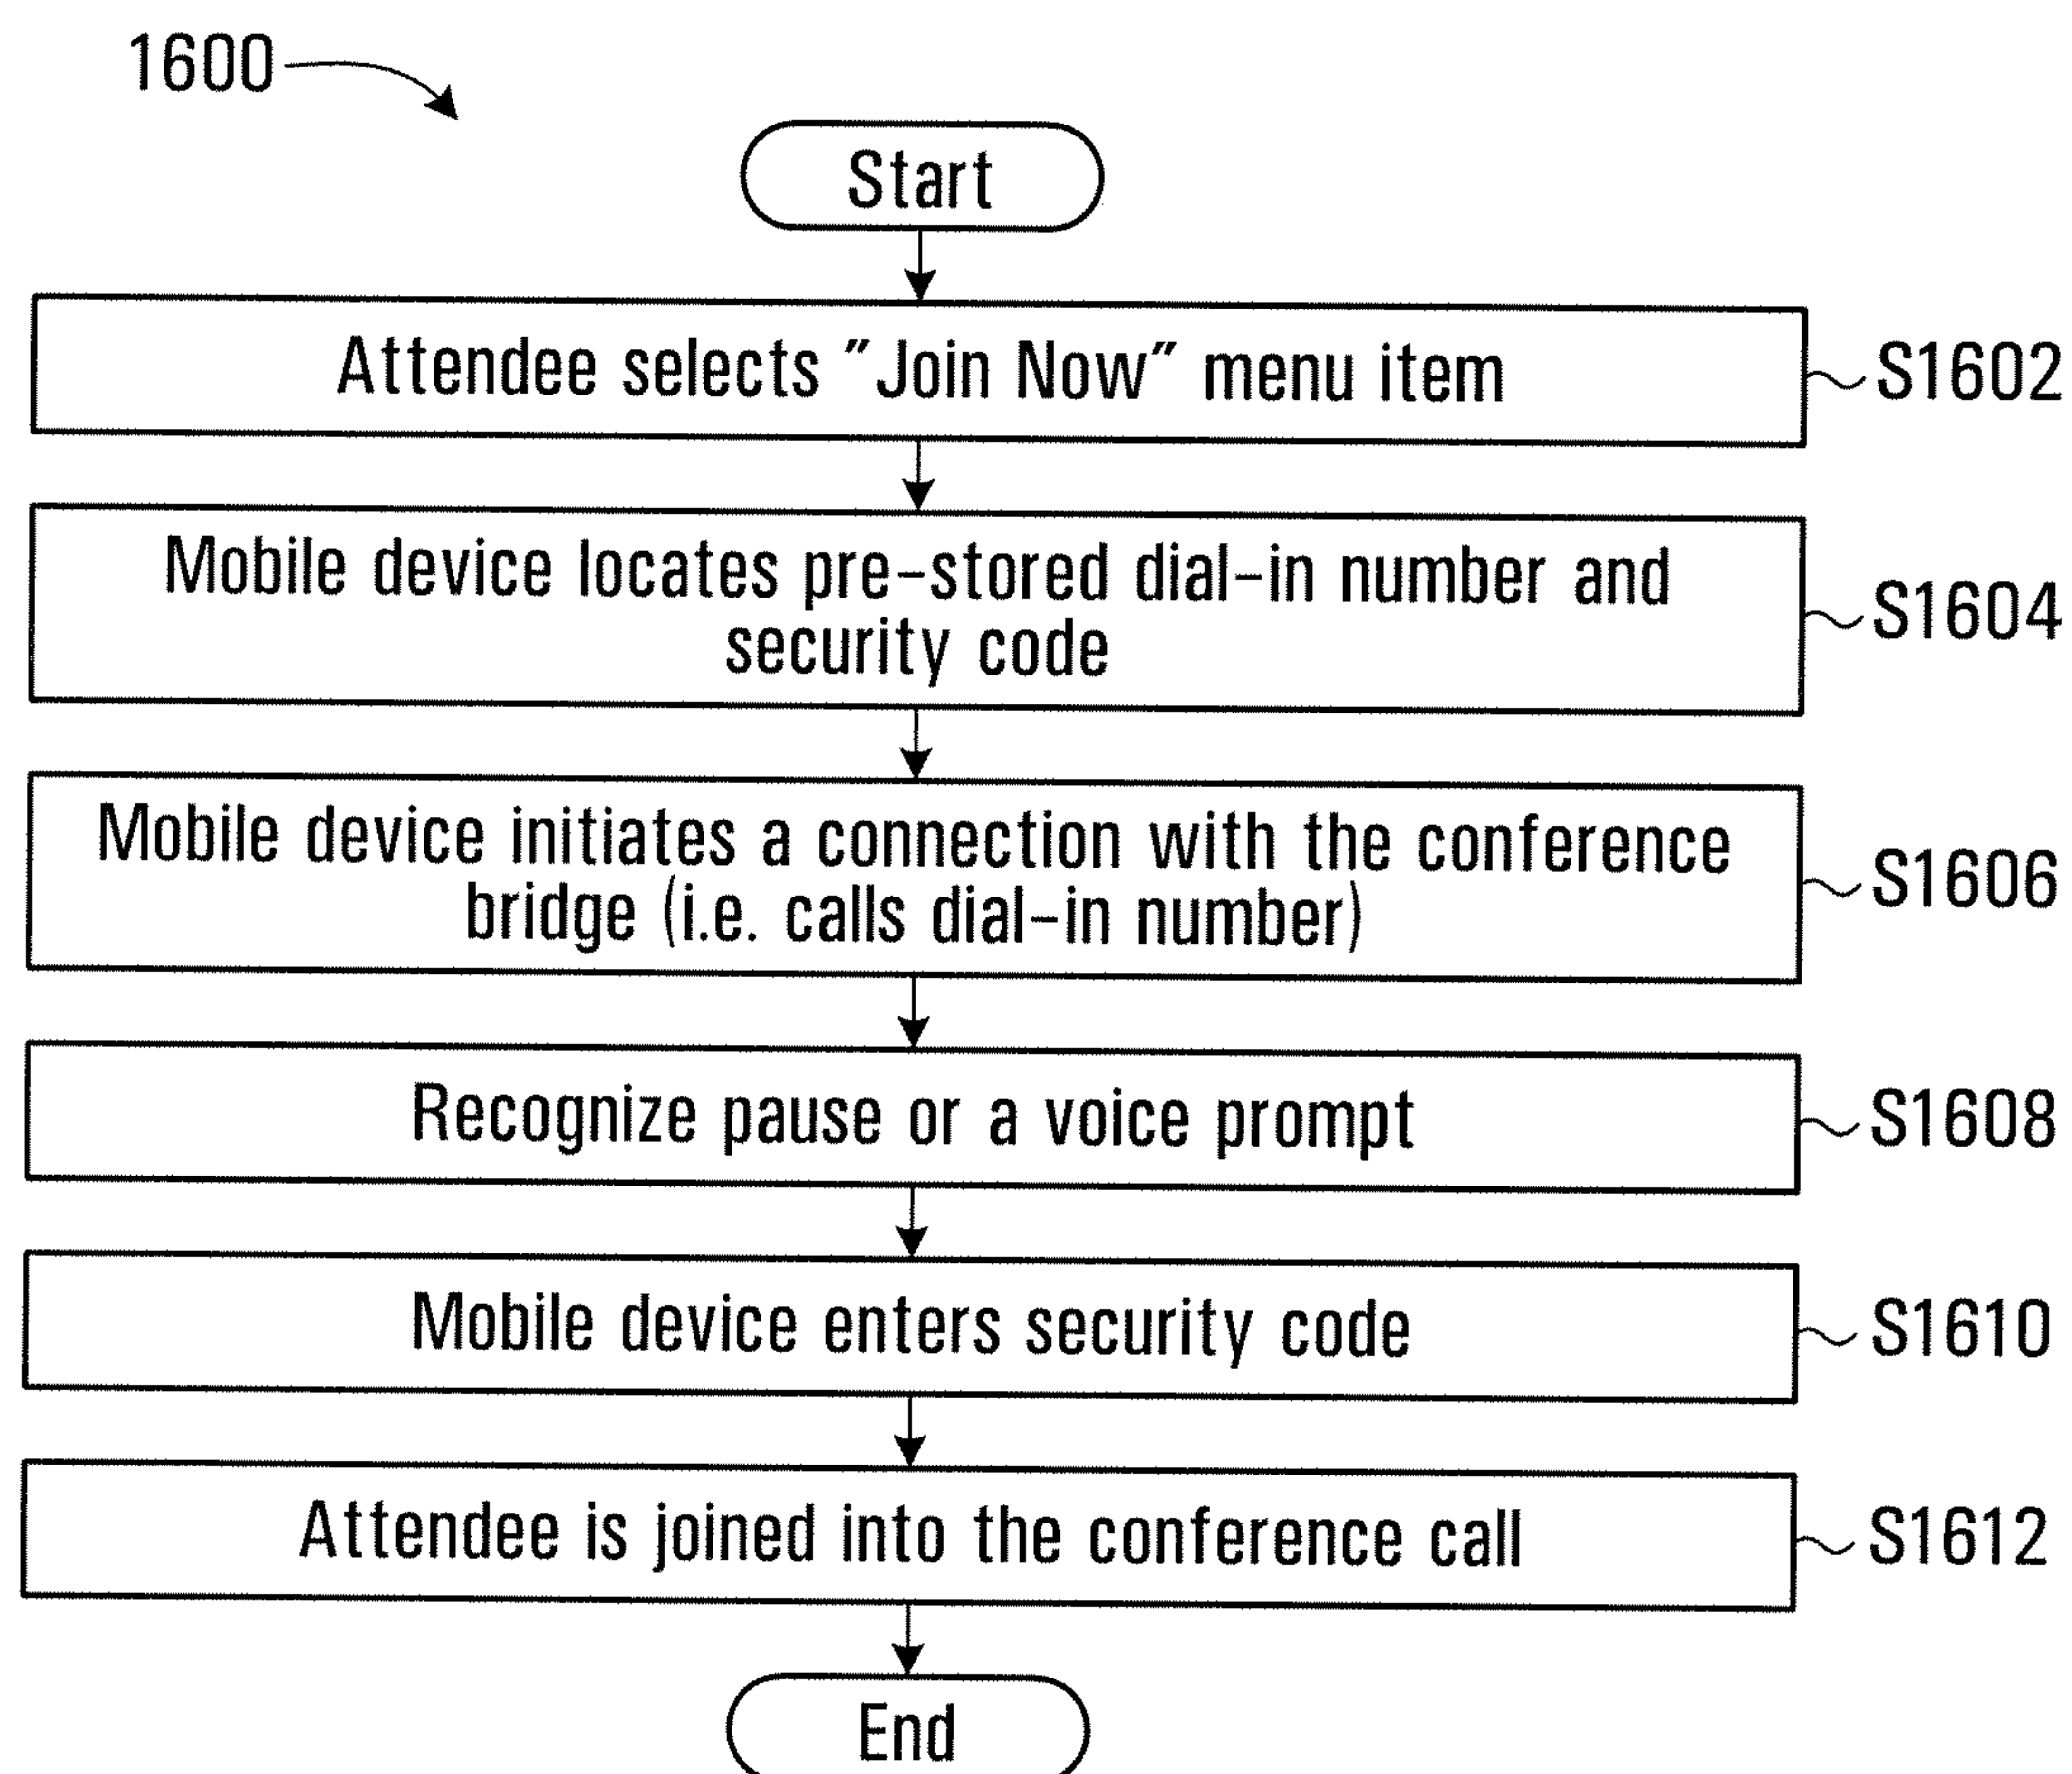 1600
Start
Attendee selects "Join Now" menu item
S1602
Mobile device locates pre-stored dial-in number and
security code
S1604
Mobile device initiates a connection with the conference
bridge (i.e. calls dial-in number)
S1606
Recognize pause or a voice prompt
S1608
Mobile device enters security code
S1610
Attendee is joined into the conference call
S1612
End